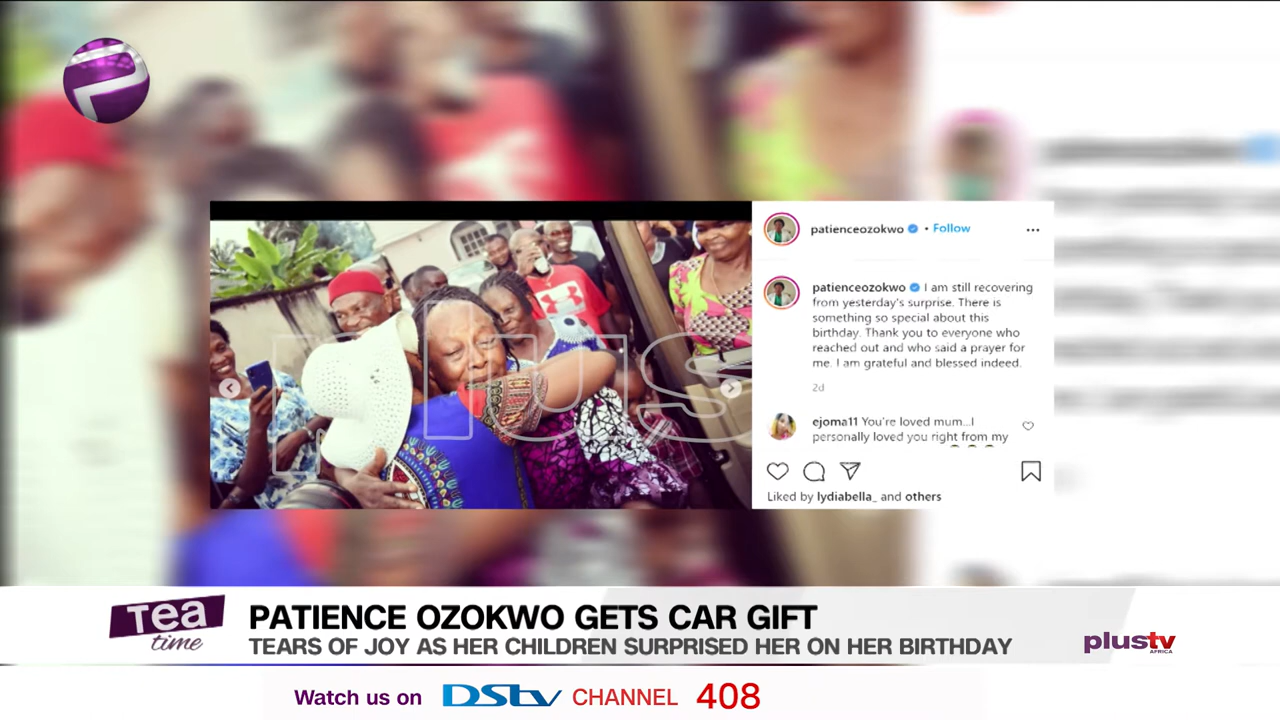 patienceozokwo • Follow
patienceozokwo I am still recovering
from yesterday's surprise. There is
something so special about this
birthday. Thank you to everyone who
reached out and who said a prayer for
me. I am grateful and blessed indeed.
2d
ejoma11 You're loved mum...I
personally loved you right from my
Liked by lydiabella_ and others
plus
Tea
time
PATIENCE OZOKWO GETS CAR GIFT
TEARS OF JOY AS HER CHILDREN SURPRISED HER ON HER BIRTHDAY
plustv
AFRICA
Watch us on DStv CHANNEL 408